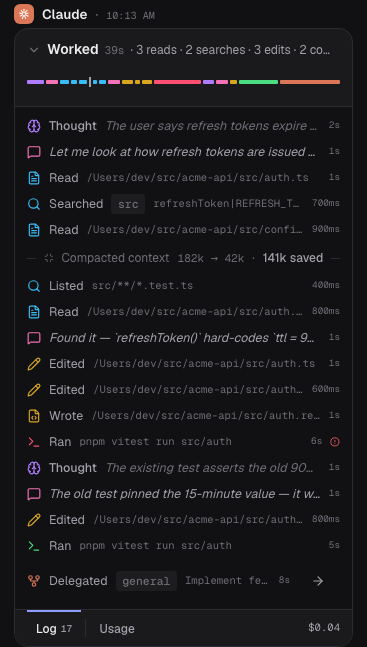 Claude · 10:13 AM
Worked 39s · 3 reads · 2 searches · 3 edits · 2 co…
Thought The user says refresh tokens expire … 2s
Let me look at how refresh tokens are issued … 1s
Read /Users/dev/src/acme-api/src/auth.ts 1s
Searched src refreshToken|REFRESH_T… 700ms
Read /Users/dev/src/acme-api/src/confi… 900ms
Compacted context 182k → 42k · 141k saved
Listed src/**/*.test.ts 400ms
Read /Users/dev/src/acme-api/src/auth.… 800ms
Found it — `refreshToken()` hard-codes `ttl = 9… 1s
Edited /Users/dev/src/acme-api/src/auth.ts 1s
Edited /Users/dev/src/acme-api/src/auth… 600ms
Wrote /Users/dev/src/acme-api/src/auth.re… 1s
Ran pnpm vitest run src/auth 6s
Thought The existing test asserts the old 90… 1s
The old test pinned the 15-minute value — it w… 1s
Edited /Users/dev/src/acme-api/src/auth… 800ms
Ran pnpm vitest run src/auth 5s
Delegated general Implement fe… 8s →
Log 17 Usage $0.04